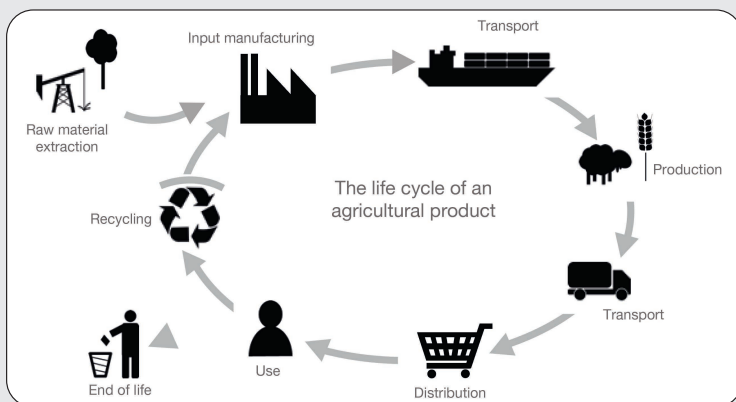 Input manufacturing
Transport
Raw material
extraction
Production
The life cycle of an
agricultural product
Recycling
Transport
End of life
Use
Distribution